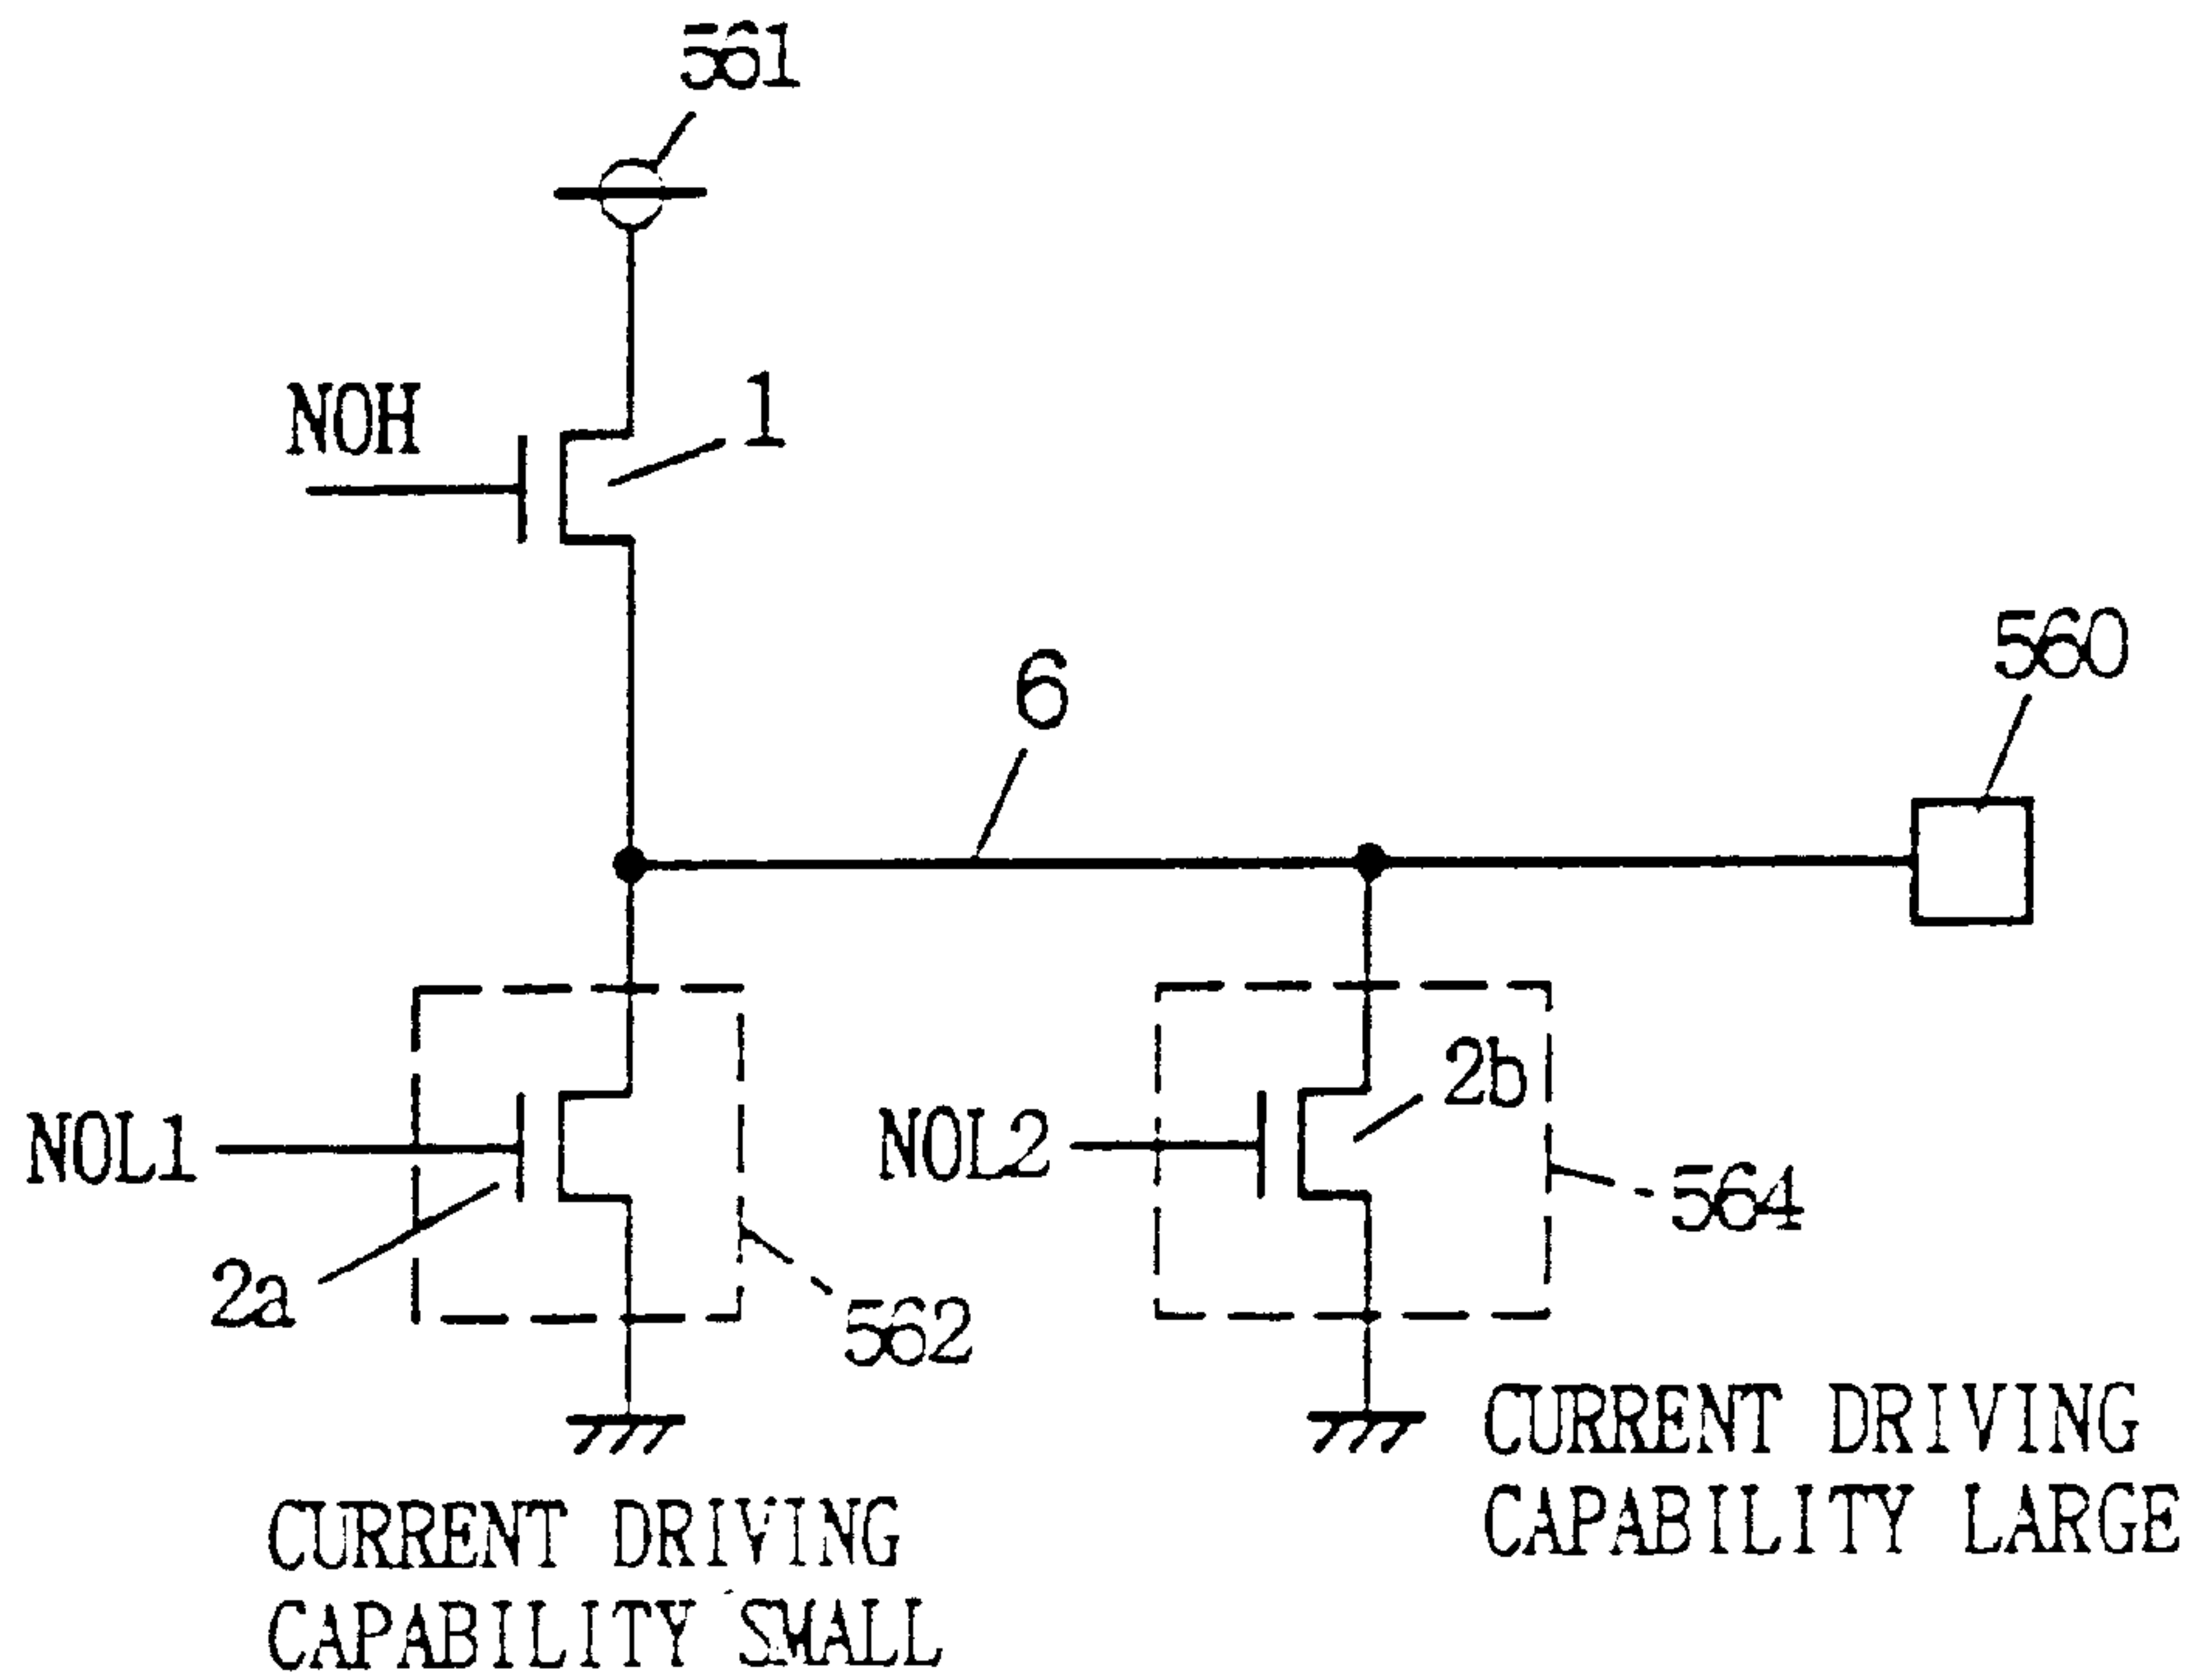 561
NOH
1
560
6
2b
NOL1
NOL2
564
2a
562
CURRENT DRIVING
CAPABILITY LARGE
CURRENT DRIVING
CAPABILITY SMALL